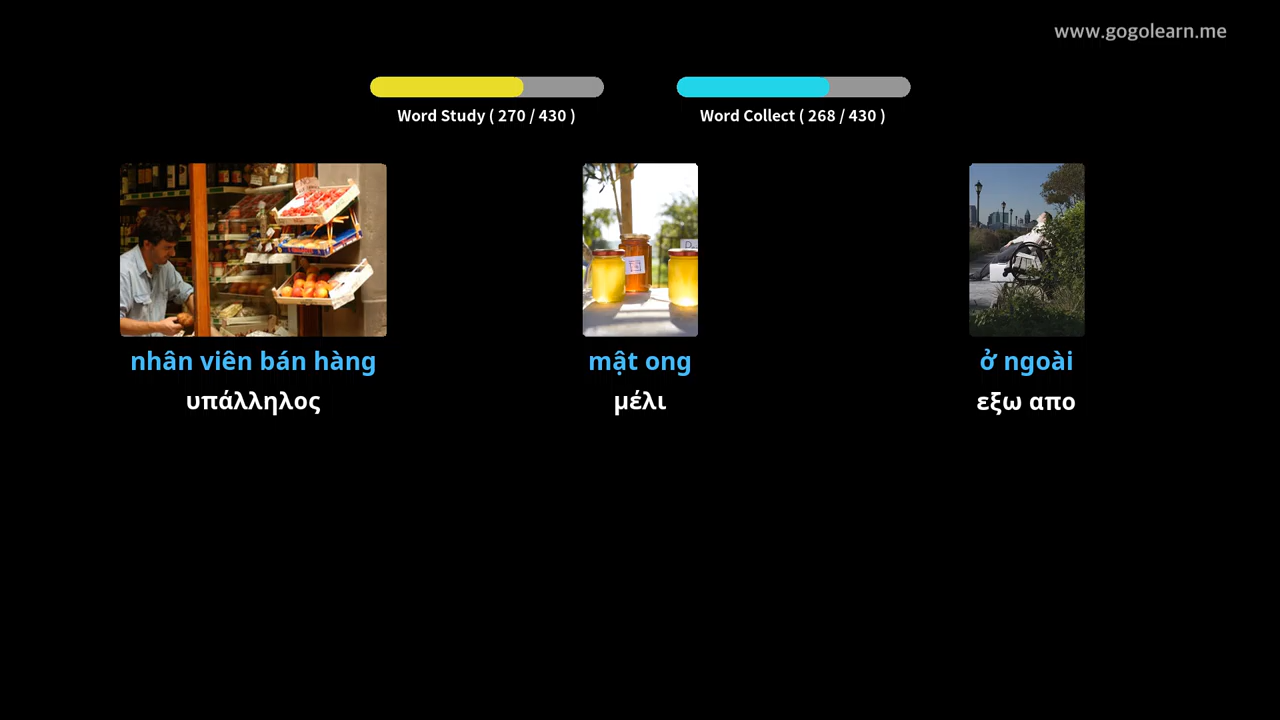 www.gogolearn.me
Word Study ( 270 / 430 )
Word Collect ( 268 / 430 )
nhân viên bán hàng
υπάλληλος
mật ong
μέλι
ở ngoài
εξω απο